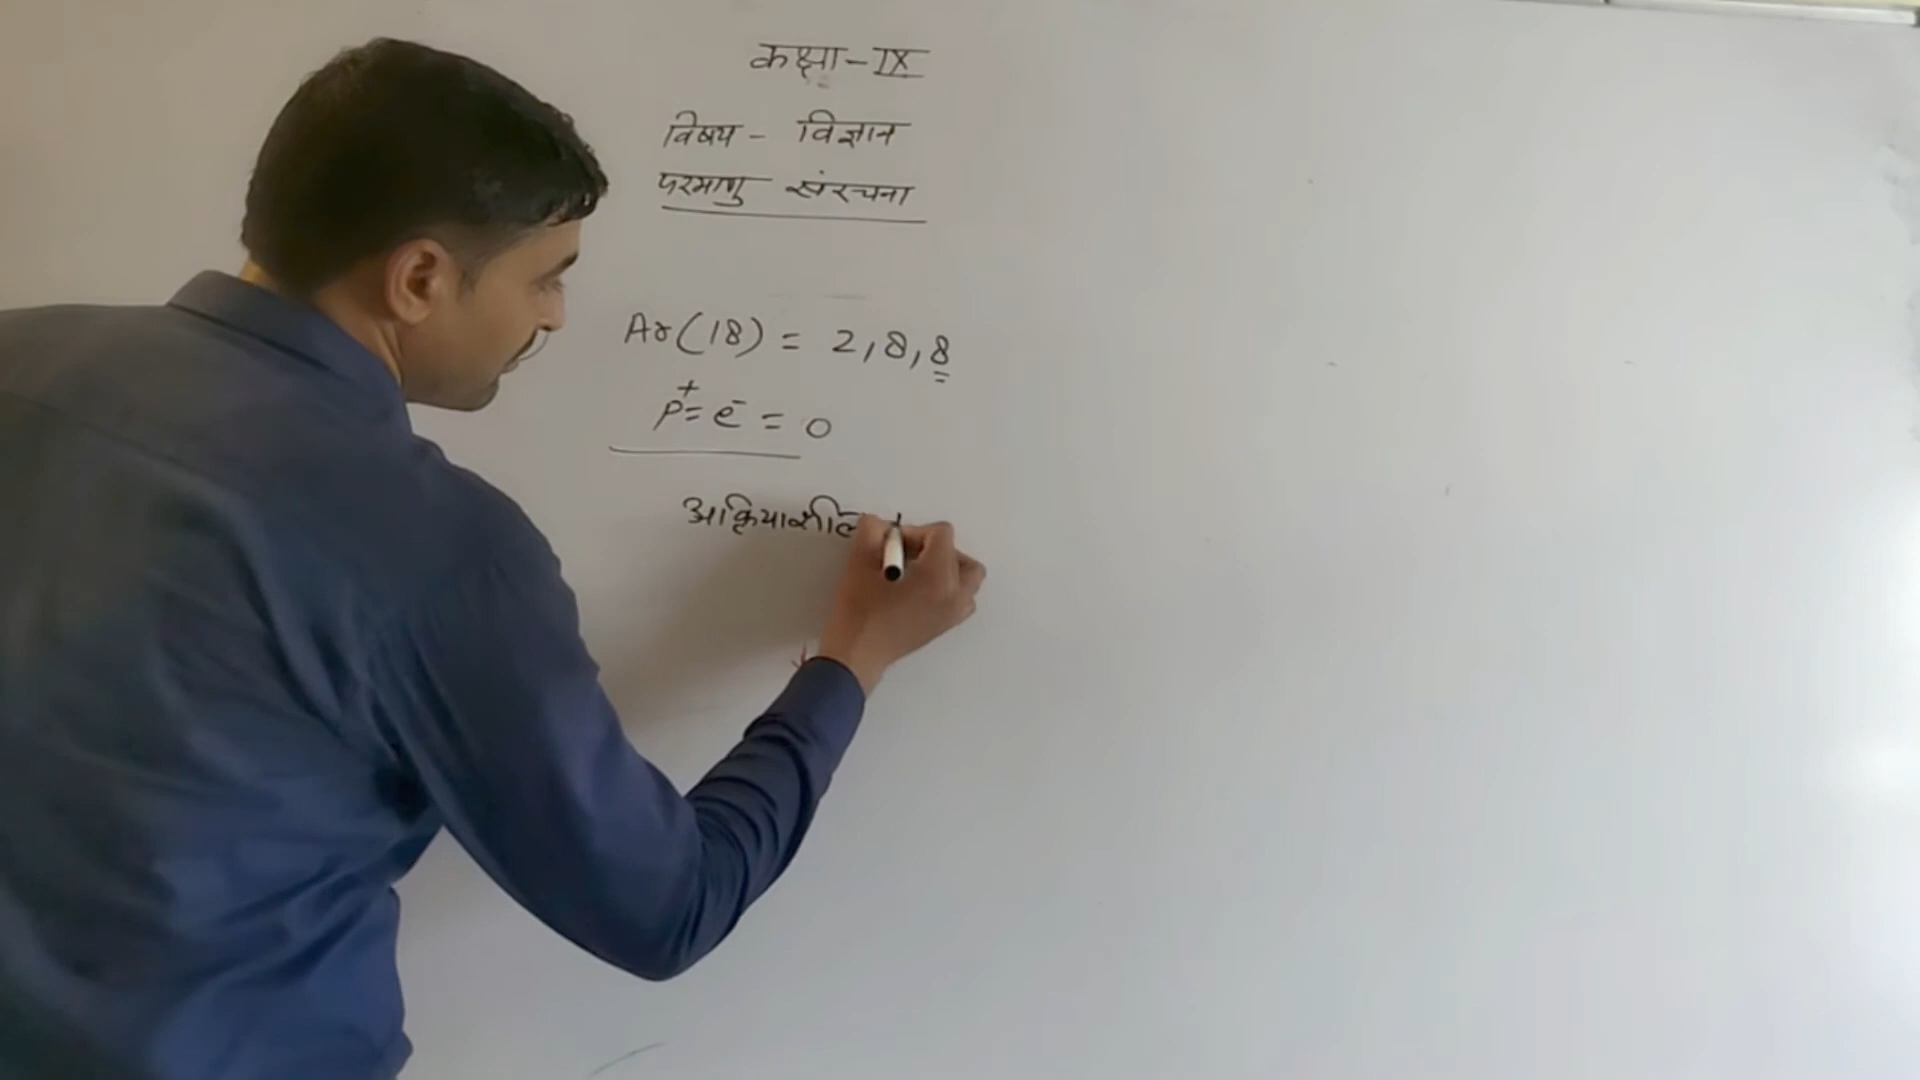 कक्षा - IX
विषय - विज्ञान
परमाणु संरचना
Ar(18) = 2,8,8
p⁺ = e⁻ = 0
अक्रियाशील